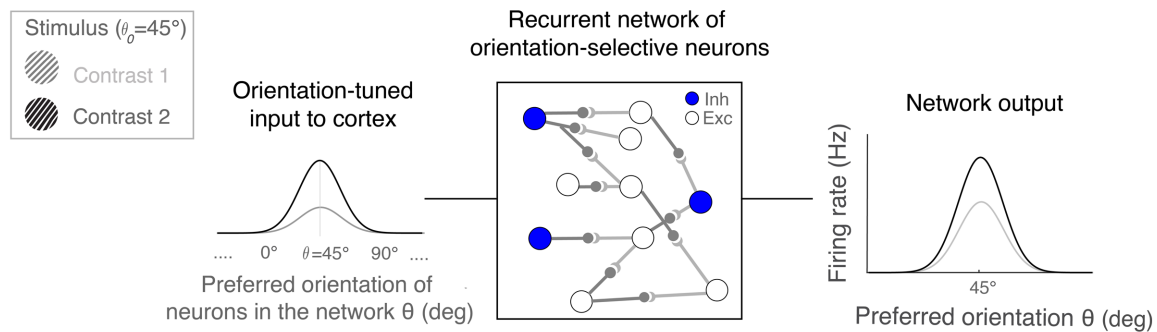 Stimulus (θ₀=45°)
Contrast 1
Contrast 2
Orientation-tuned
input to cortex
.... 0° θ=45° 90° ....
Preferred orientation of
neurons in the network θ (deg)
Recurrent network of
orientation-selective neurons
Inh
Exc
Network output
Firing rate (Hz)
45°
Preferred orientation θ (deg)